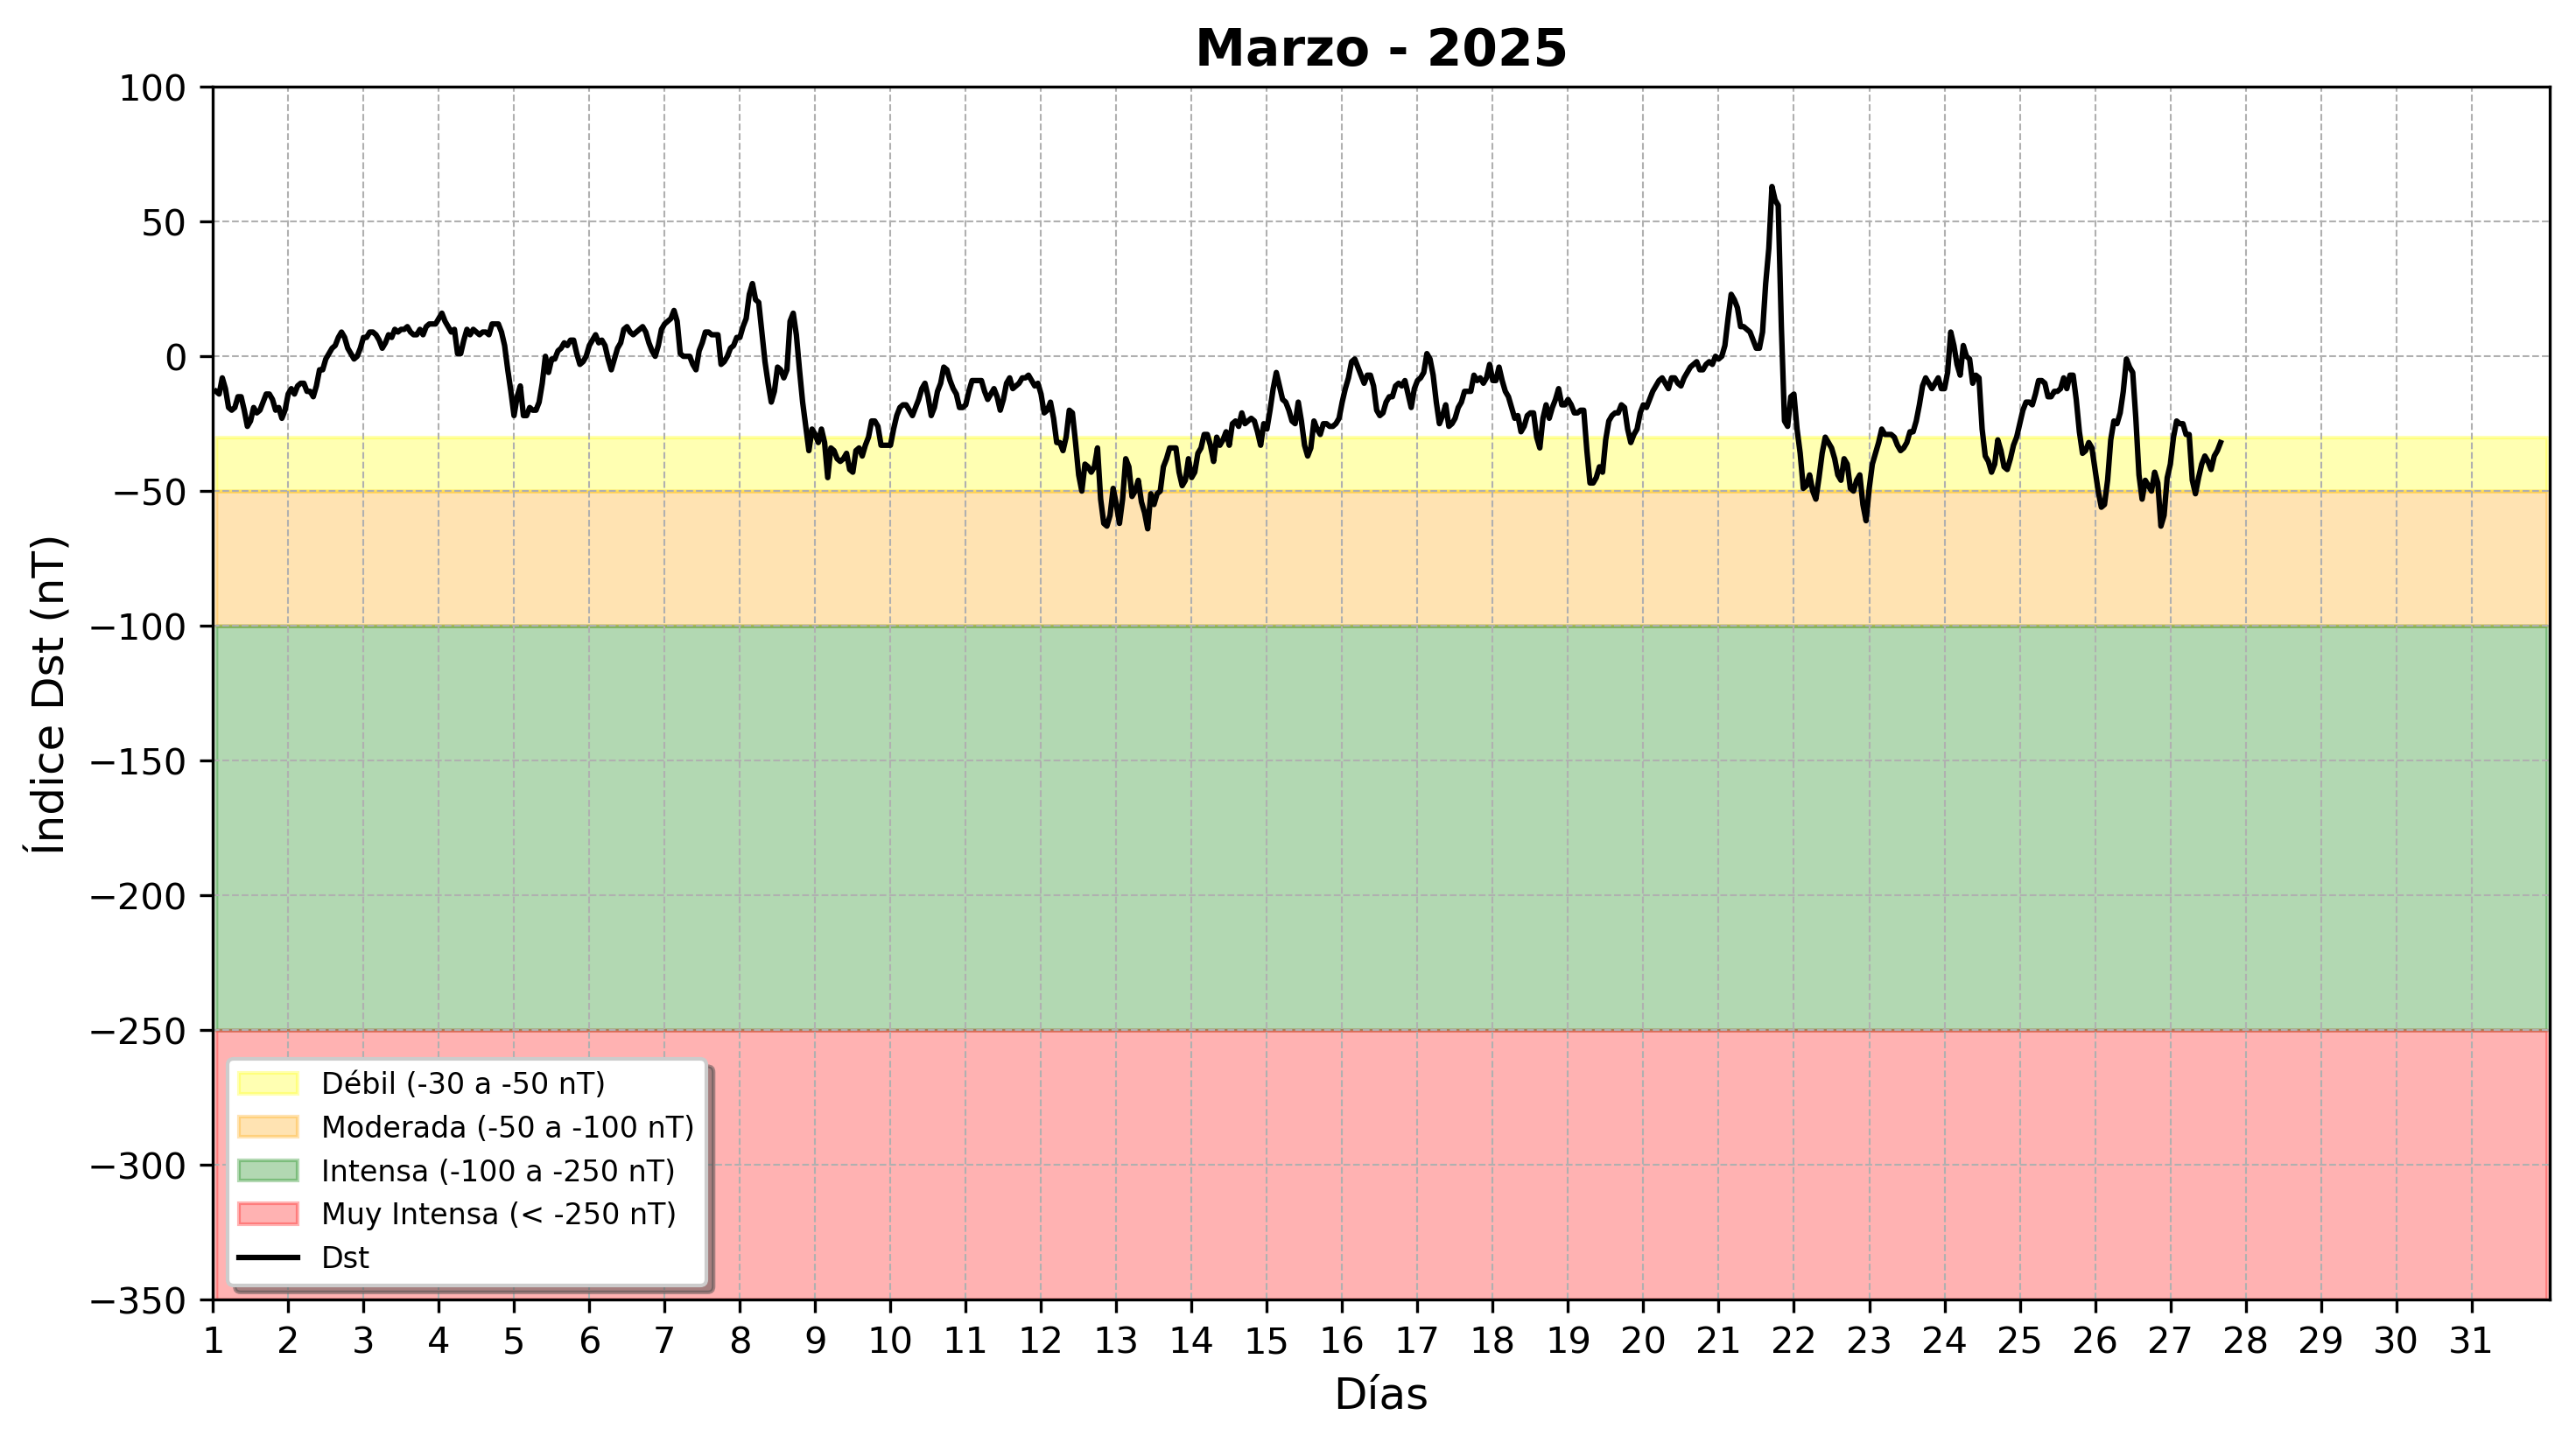 Marzo - 2025
100
50
0
−50
−100
−150
−200
−250
−300
−350
Índice Dst (nT)
Débil (-30 a -50 nT)
Moderada (-50 a -100 nT)
Intensa (-100 a -250 nT)
Muy Intensa (< -250 nT)
Dst
1 2 3 4 5 6 7 8 9 10 11 12 13 14 15 16 17 18 19 20 21 22 23 24 25 26 27 28 29 30 31
Días